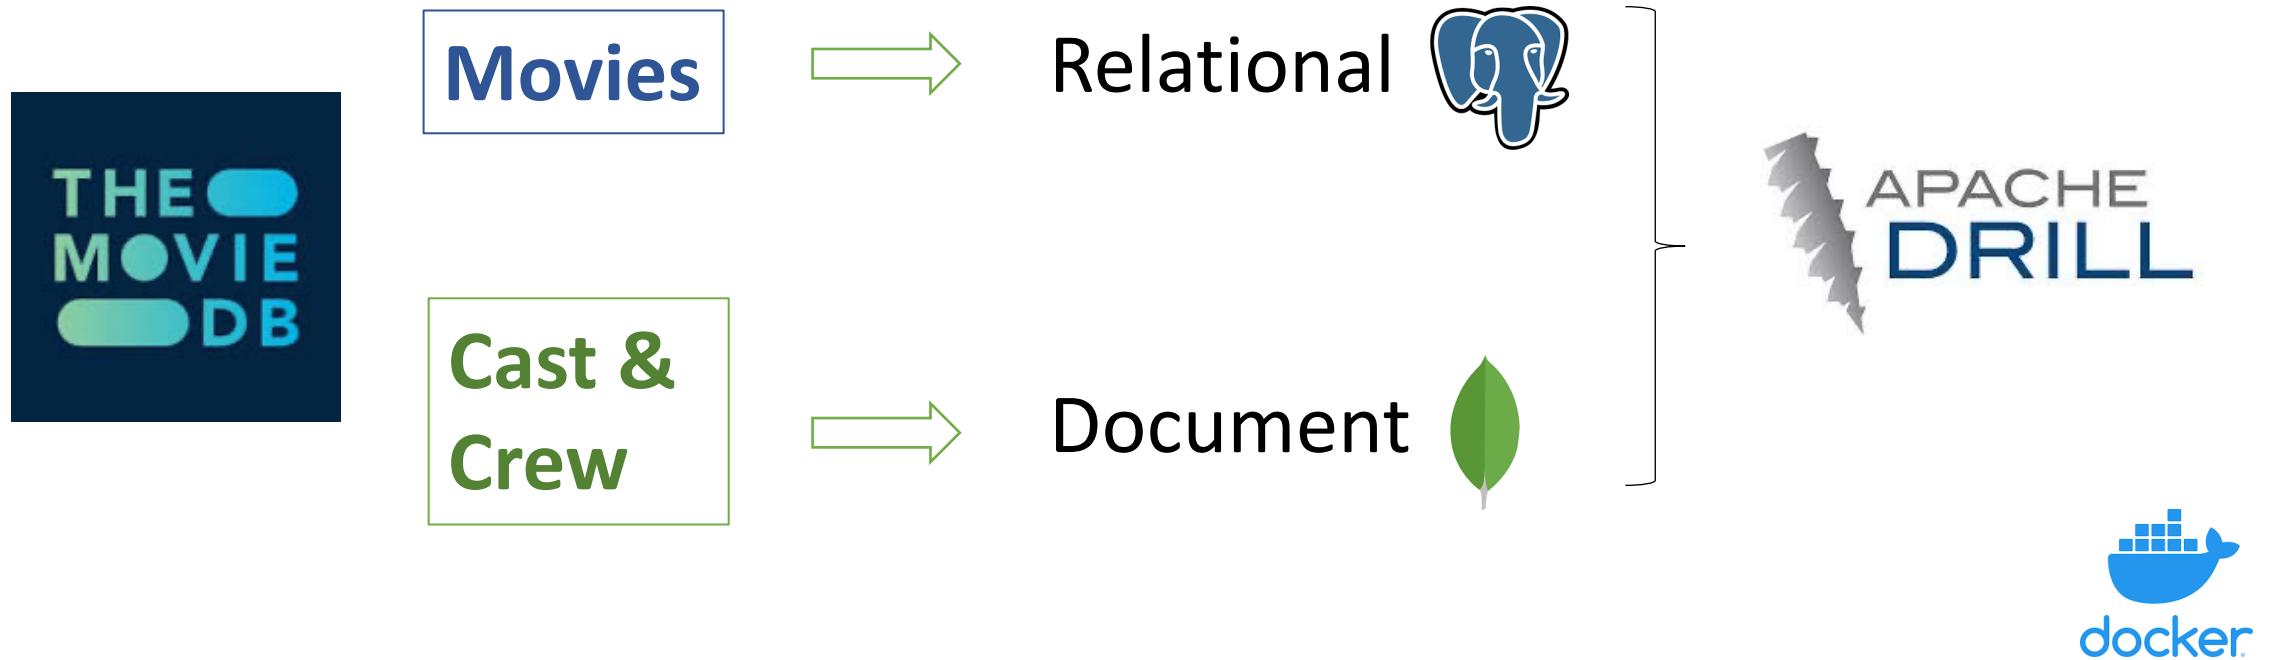 THE
MOVIE
DB
Movies
Relational
Cast &
Crew
Document
APACHE
DRILL
docker